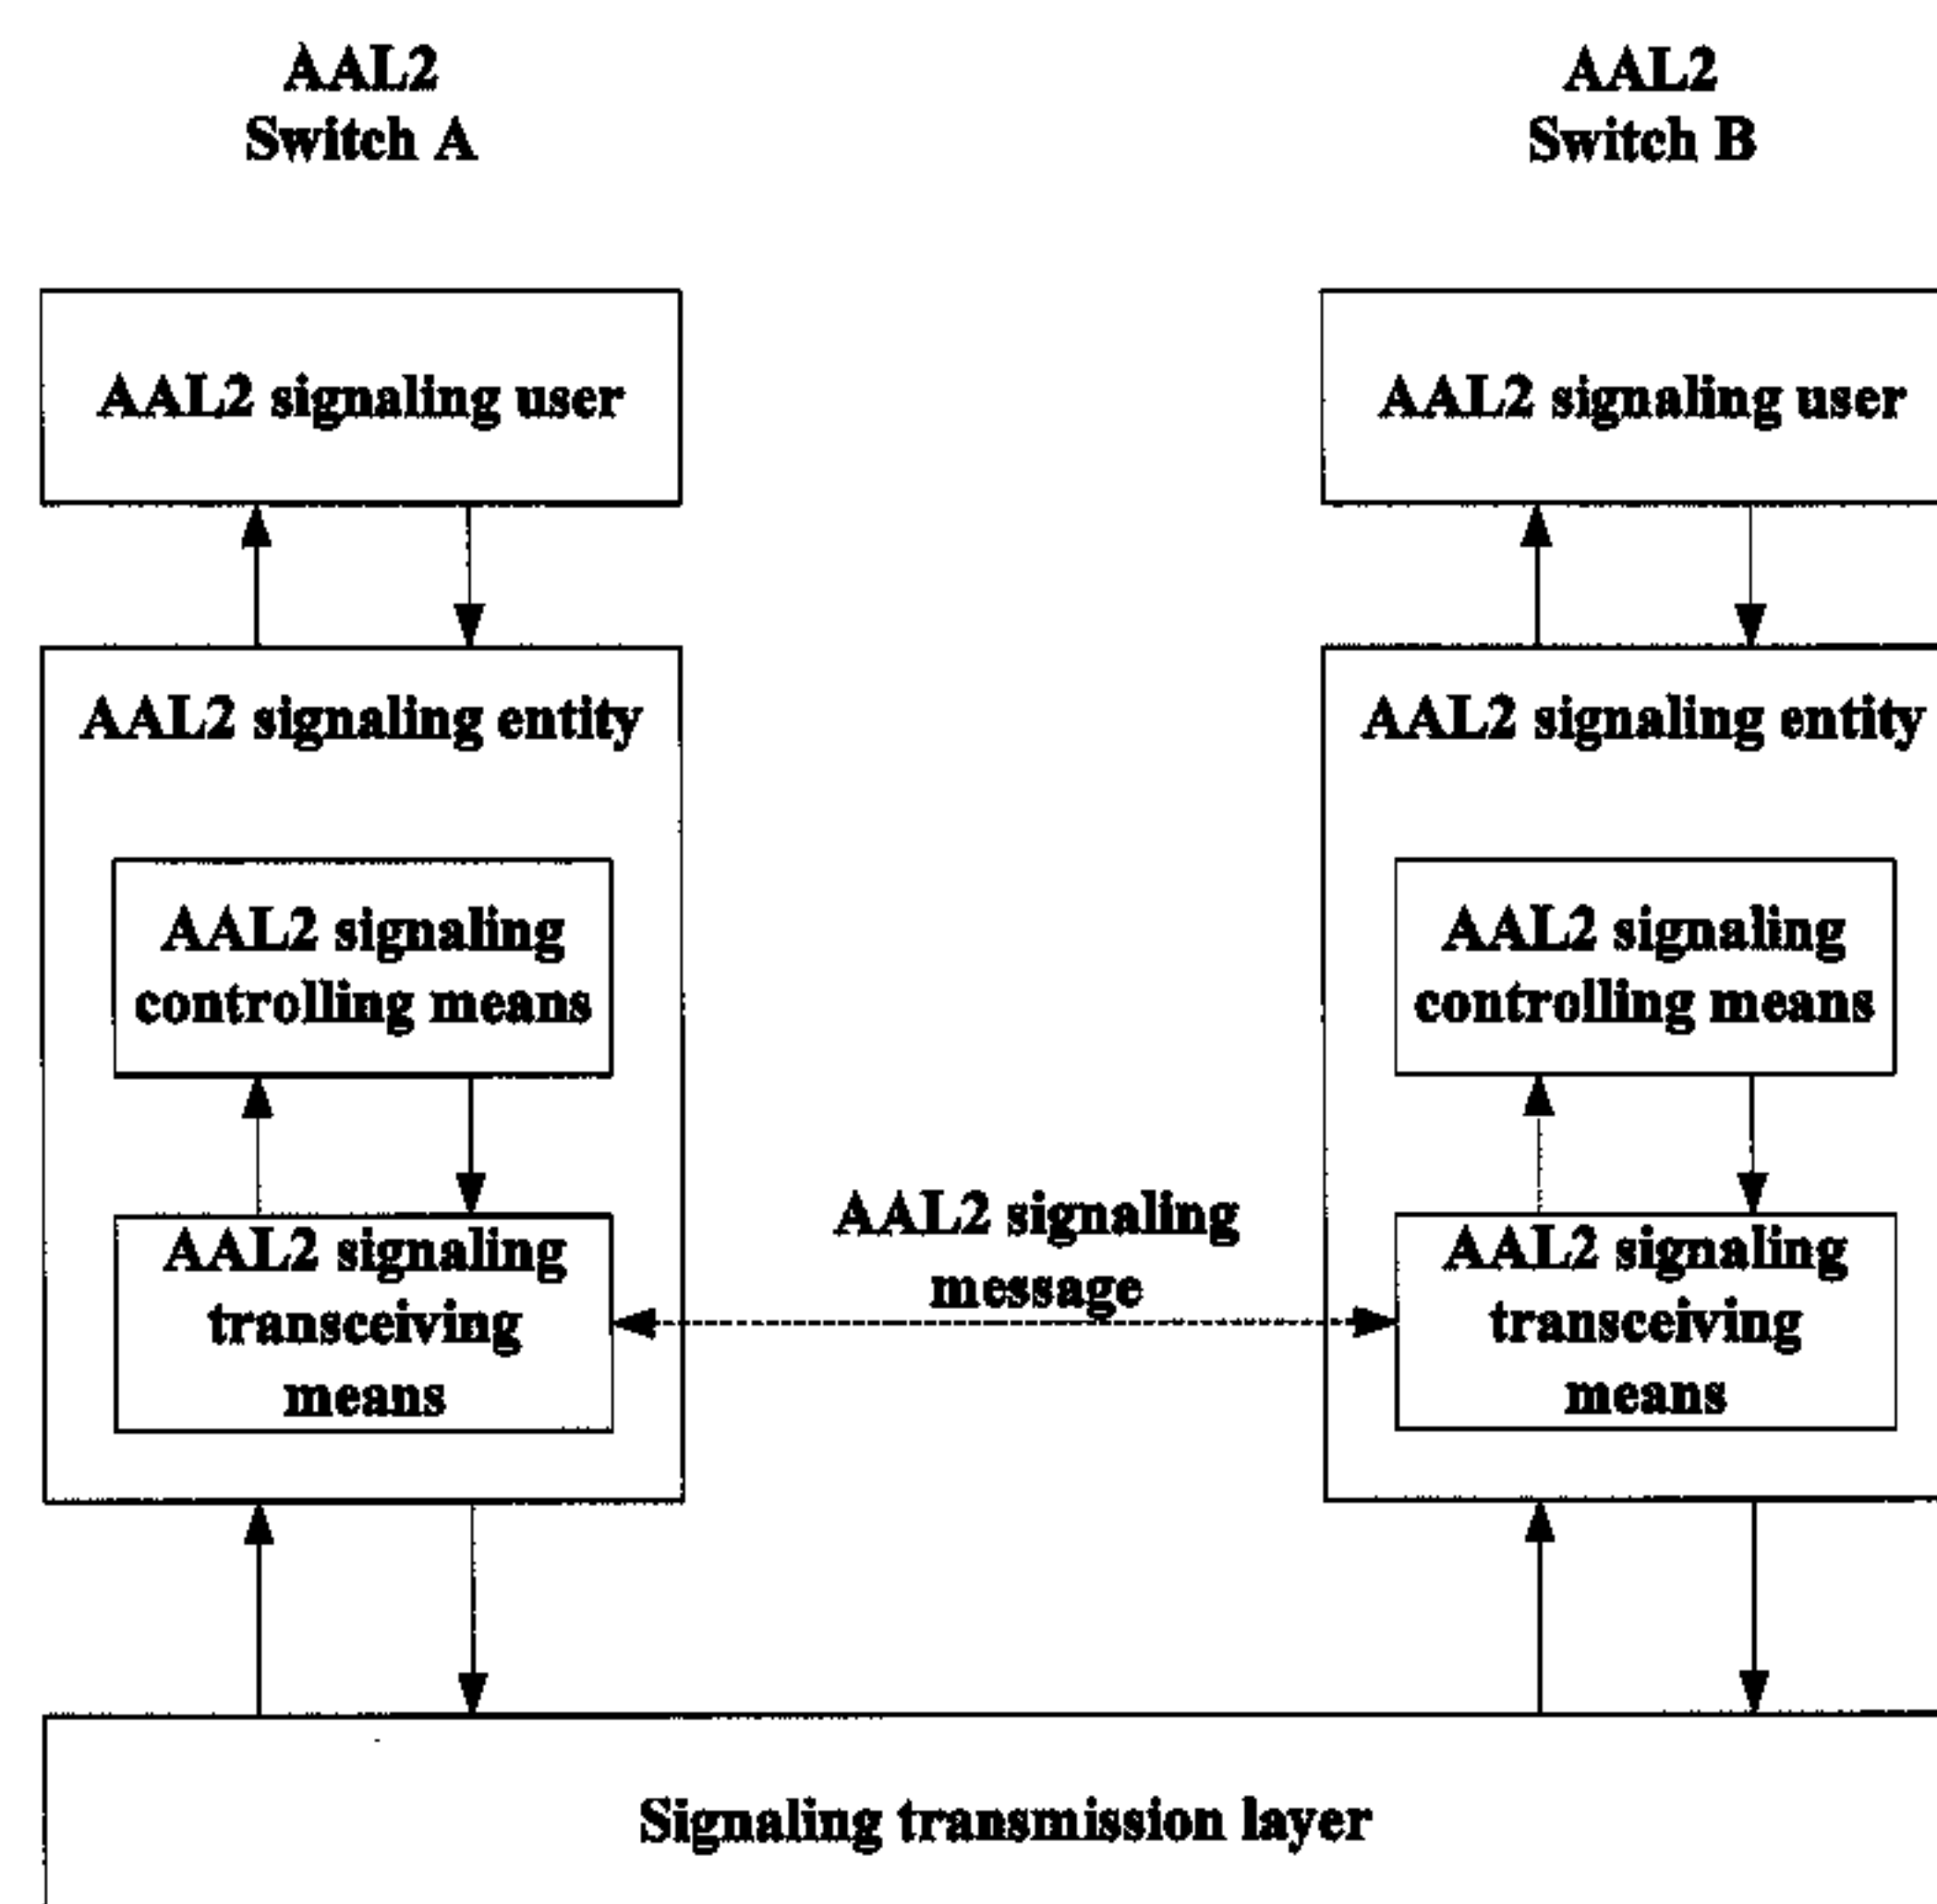 AAL2
Switch A
AAL2
Switch B
AAL2 signaling user
AAL2 signaling user
AAL2 signaling entity
AAL2 signaling entity
AAL2 signaling
controlling means
AAL2 signaling
controlling means
AAL2 signaling
transceiving
means
AAL2 signaling
message
AAL2 signaling
transceiving
means
Signaling transmission layer